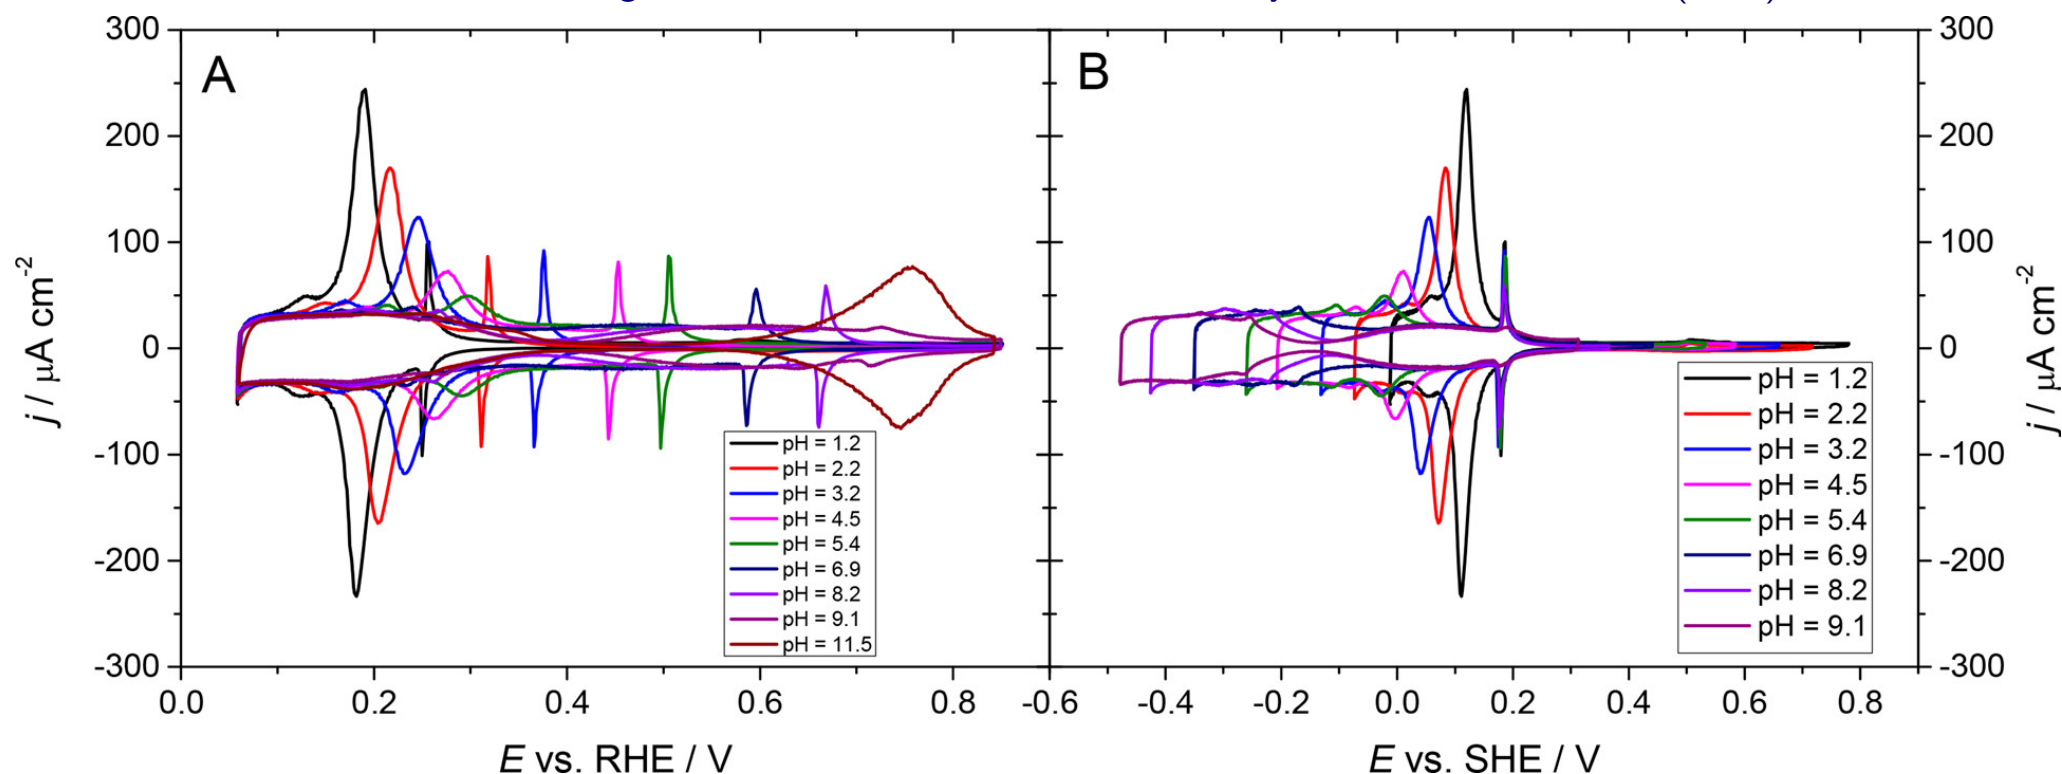 A
300
200
100
0
-100
-200
-300
j / µA cm-2
pH = 1.2
pH = 2.2
pH = 3.2
pH = 4.5
pH = 5.4
pH = 6.9
pH = 8.2
pH = 9.1
pH = 11.5
0.0 0.2 0.4 0.6 0.8
E vs. RHE / V
B
300
200
100
0
-100
-200
-300
j / µA cm-2
pH = 1.2
pH = 2.2
pH = 3.2
pH = 4.5
pH = 5.4
pH = 6.9
pH = 8.2
pH = 9.1
-0.6 -0.4 -0.2 0.0 0.2 0.4 0.6 0.8
E vs. SHE / V